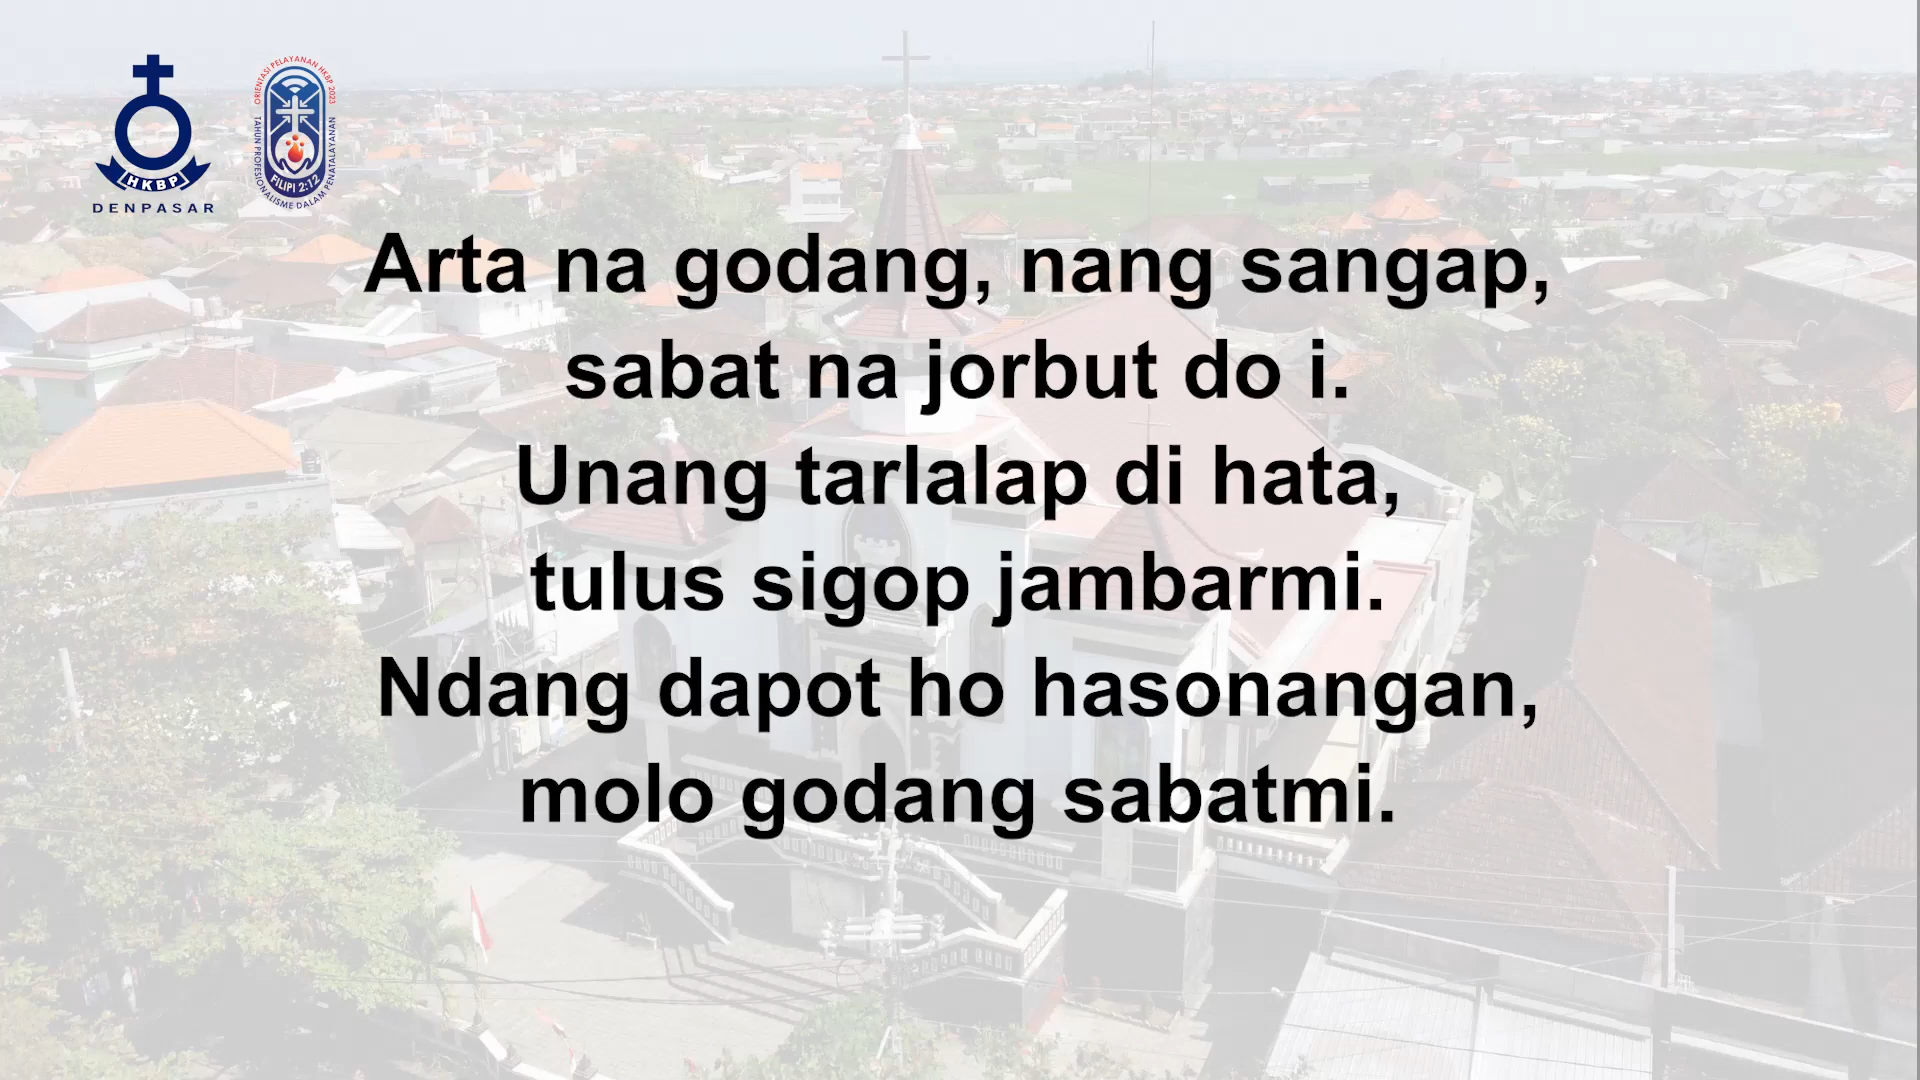 HKBP
DENPASAR
ORIENTASI PELAYANAN HKBP 2023
TAHUN PROFESIONALISME DALAM PENATALAYANAN
FILIPI 2:12
Arta na godang, nang sangap,
sabat na jorbut do i.
Unang tarlalap di hata,
tulus sigop jambarmi.
Ndang dapot ho hasonangan,
molo godang sabatmi.